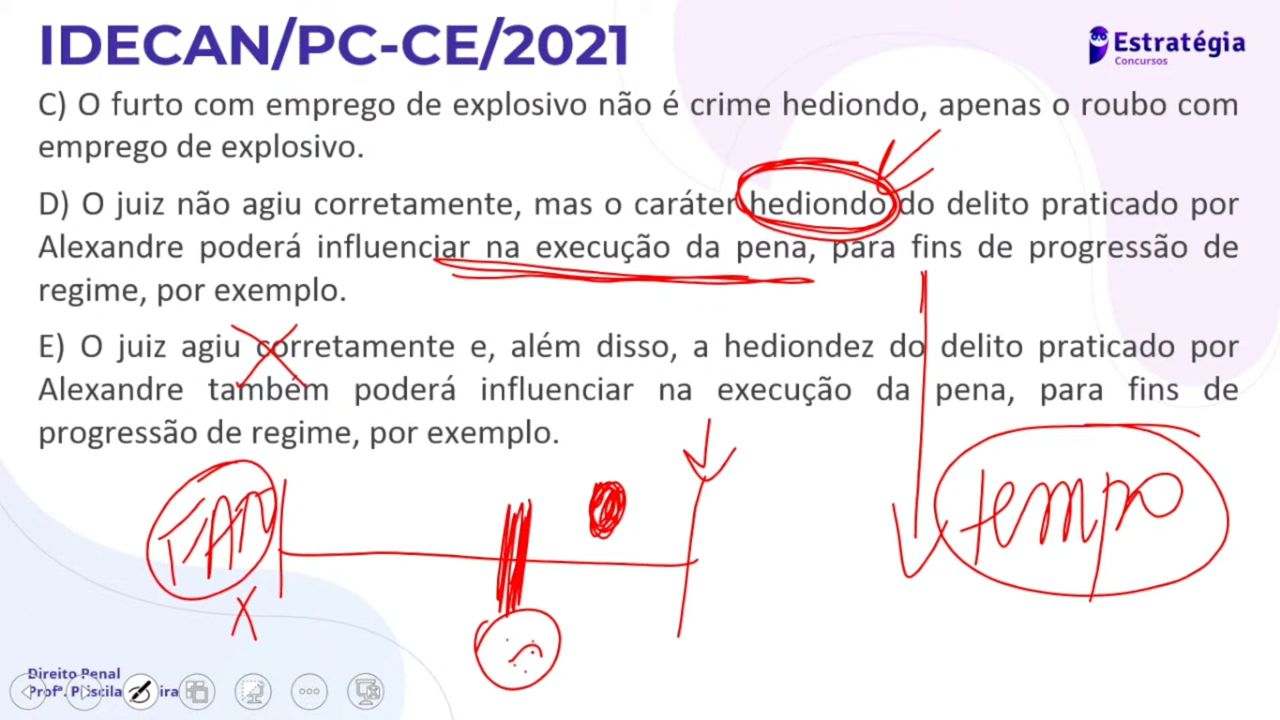 IDECAN/PC-CE/2021
Estratégia
Concursos
C) O furto com emprego de explosivo não é crime hediondo, apenas o roubo com
emprego de explosivo.
D) O juiz não agiu corretamente, mas o caráter hediondo do delito praticado por
Alexandre poderá influenciar na execução da pena, para fins de progressão de
regime, por exemplo.
E) O juiz agiu corretamente e, além disso, a hediondez do delito praticado por
Alexandre também poderá influenciar na execução da pena, para fins de
progressão de regime, por exemplo.
tempo
Direito Penal
Profª.